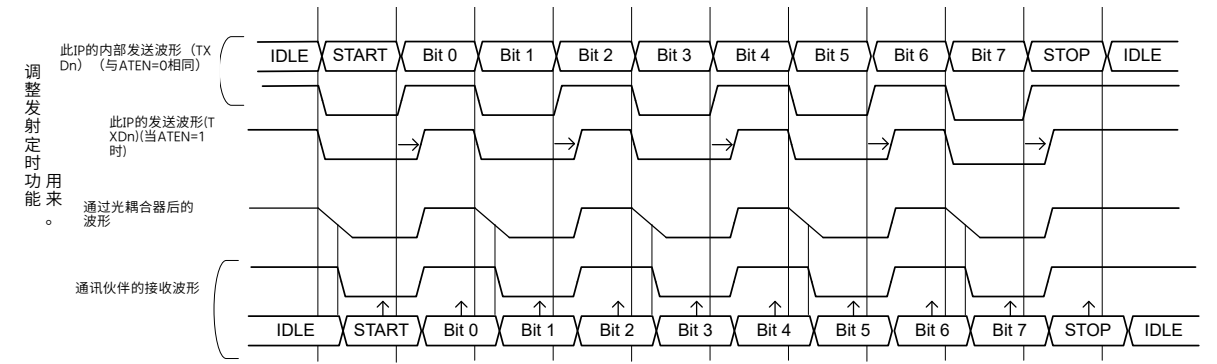 此IP的内部发送波形（TX
Dn）（与ATEN=0相同）
IDLE START Bit 0 Bit 1 Bit 2 Bit 3 Bit 4 Bit 5 Bit 6 Bit 7 STOP IDLE
调整发射定时功能
用来。
此IP的发送波形(T
XDn)(当ATEN=1
时)
通过光耦合器后的
波形
通讯伙伴的接收波形
IDLE START Bit 0 Bit 1 Bit 2 Bit 3 Bit 4 Bit 5 Bit 6 Bit 7 STOP IDLE